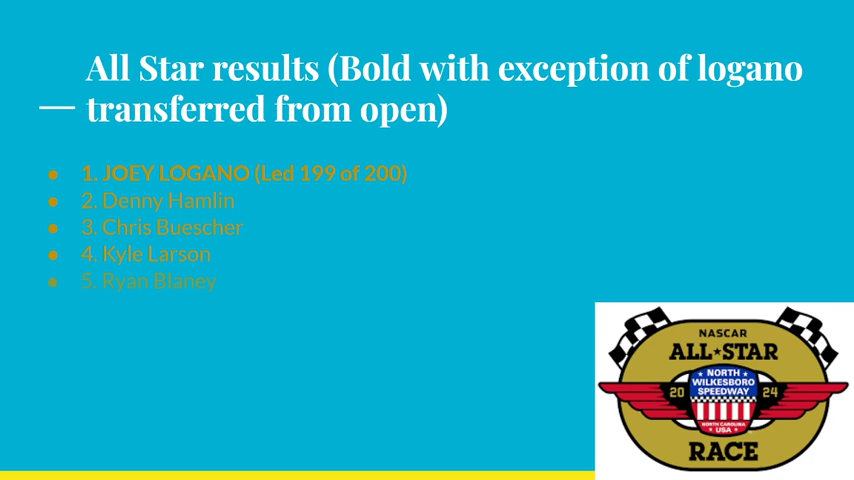 All Star results (Bold with exception of logano
transferred from open)
● 1. JOEY LOGANO (Led 199 of 200)
● 2. Denny Hamlin
● 3. Chris Buescher
● 4. Kyle Larson
● 5. Ryan Blaney
NASCAR
ALL★STAR
★ NORTH ★
WILKESBORO
SPEEDWAY
20 24
NORTH CAROLINA
USA
RACE